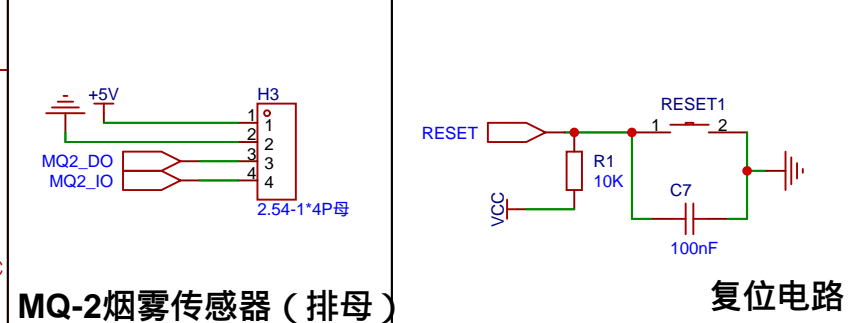 +5V
H3
1
1
2
2
MQ2_DO
3
3
MQ2_IO
4
4
2.54-1*4P母
MQ-2烟雾传感器（排母）
RESET1
RESET
1
2
R1
10K
VCC
C7
100nF
复位电路